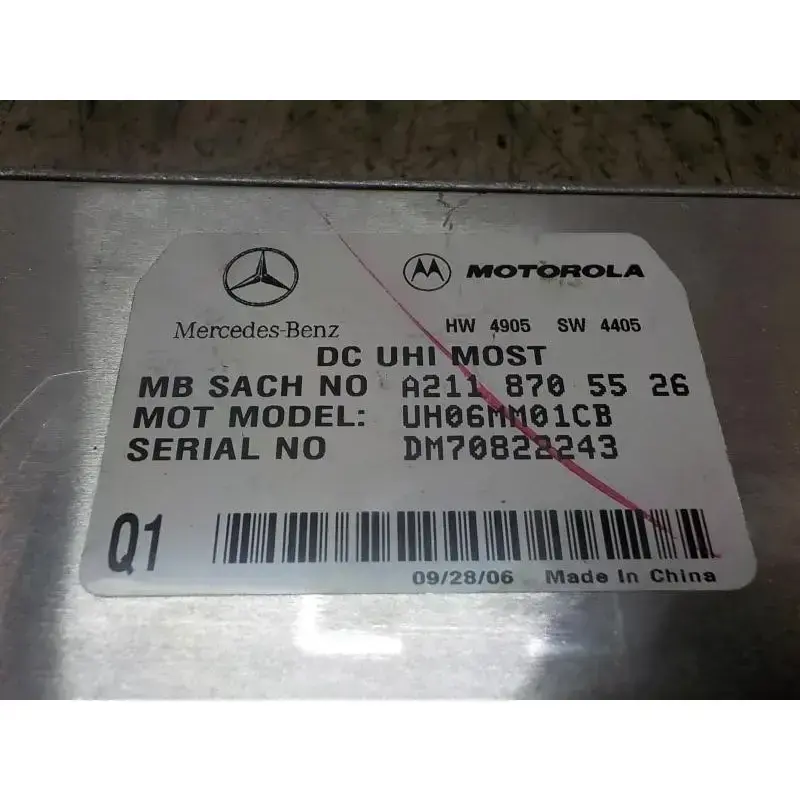 MOTOROLA
Mercedes-Benz
HW 4905 SW 4405
DC UHI MOST
MB SACH NO A211 870 55 26
MOT MODEL: UH06MM01CB
SERIAL NO DM70822243
Q1
09/28/06 Made In China